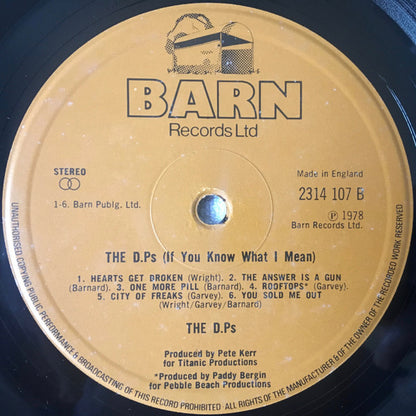 BARN
Records Ltd
STEREO
1-6. Barn Publg. Ltd.
Made in England
2314 107 B
Ⓟ 1978
Barn Records Ltd.
THE D.Ps (If You Know What I Mean)
1. HEARTS GET BROKEN (Wright). 2. THE ANSWER IS A GUN
(Barnard). 3. ONE MORE PILL (Barnard). 4. ROOFTOPS* (Garvey).
5. CITY OF FREAKS (Garvey). 6. YOU SOLD ME OUT
(Wright/Garvey/Barnard)
THE D.Ps
Produced by Pete Kerr
for Titanic Productions
*Produced by Paddy Bergin
for Pebble Beach Productions
UNAUTHORISED COPYING PUBLIC PERFORMANCE & BROADCASTING OF THIS RECORD PROHIBITED · ALL RIGHTS OF THE MANUFACTURER & OF THE OWNER OF THE RECORDED WORK RESERVED